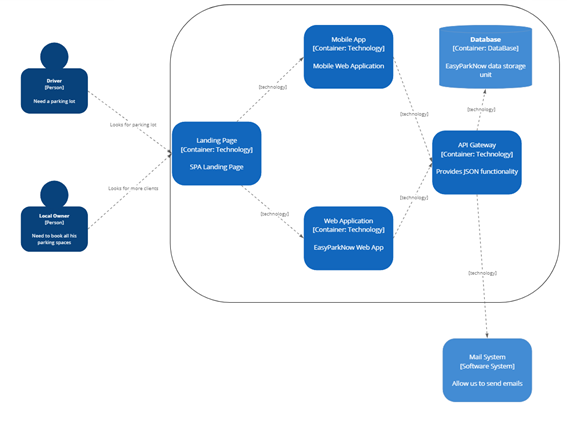 Driver
[Person]
Need a parking lot
Looks for parking lot
Local Owner
[Person]
Need to book all his
parking spaces
Looks for more clients
Landing Page
[Container: Technology]
SPA Landing Page
[technology]
[technology]
Mobile App
[Container: Technology]
Mobile Web Application
[technology]
Web Application
[Container: Technology]
EasyParkNow Web App
[technology]
Database
[Container: DataBase]
EasyParkNow data storage
unit
[technology]
API Gateway
[Container: Technology]
Provides JSON functionality
[technology]
Mail System
[Software System]
Allow us to send emails